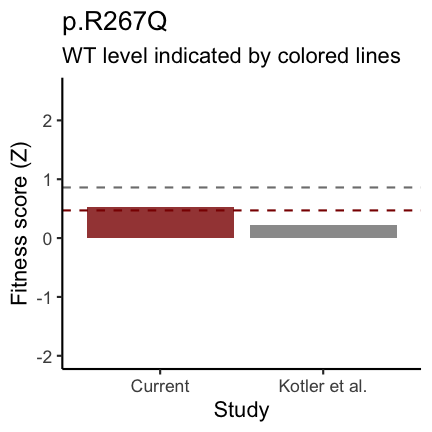 p.R267Q
WT level indicated by colored lines
Fitness score (Z)
2
1
0
-1
-2
Current
Kotler et al.
Study